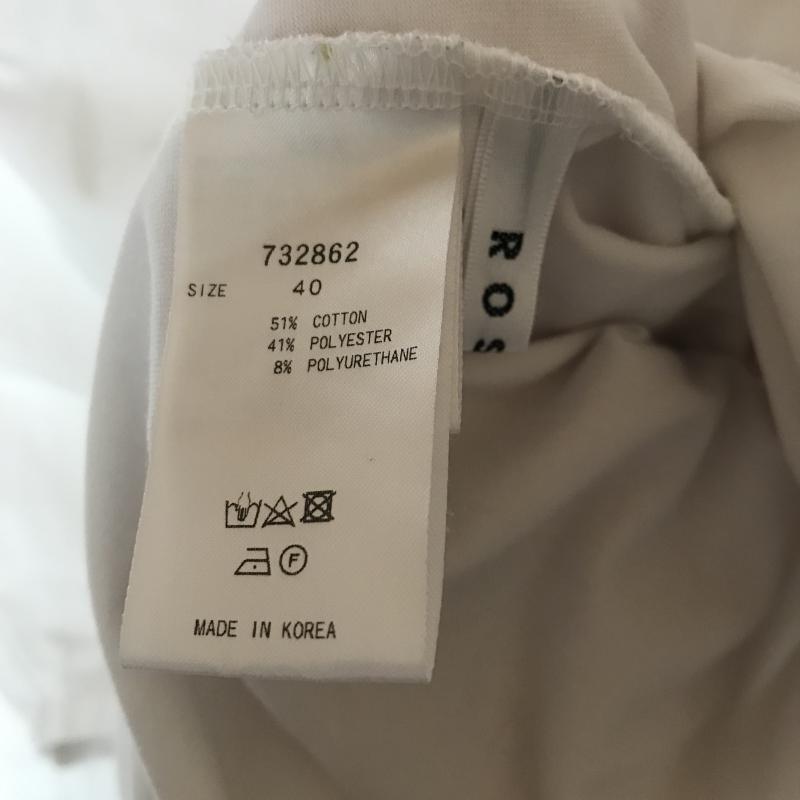 732862
SIZE 40
51% COTTON
41% POLYESTER
8% POLYURETHANE
F
MADE IN KOREA
ROS